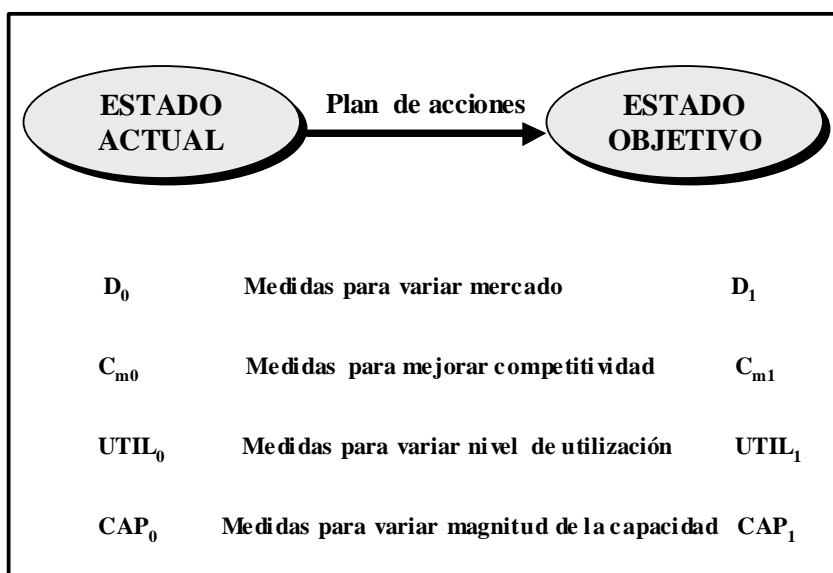 ESTADO
ACTUAL
Plan de acciones
ESTADO
OBJETIVO
D₀ Medidas para variar mercado D₁
Cₘ₀ Medidas para mejorar competitividad Cₘ₁
UTIL₀ Medidas para variar nivel de utilización UTIL₁
CAP₀ Medidas para variar magnitud de la capacidad CAP₁